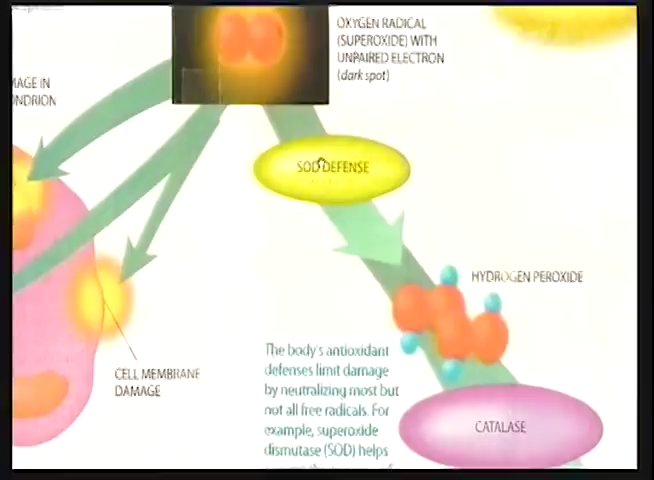 OXYGEN RADICAL
(SUPEROXIDE) WITH
UNPAIRED ELECTRON
(dark spot)
MAGE IN
NDRION
SOD DEFENSE
HYDROGEN PEROXIDE
CELL MEMBRANE
DAMAGE
The body's antioxidant
defenses limit damage
by neutralizing most but
not all free radicals. For
example, superoxide
dismutase (SOD) helps
CATALASE